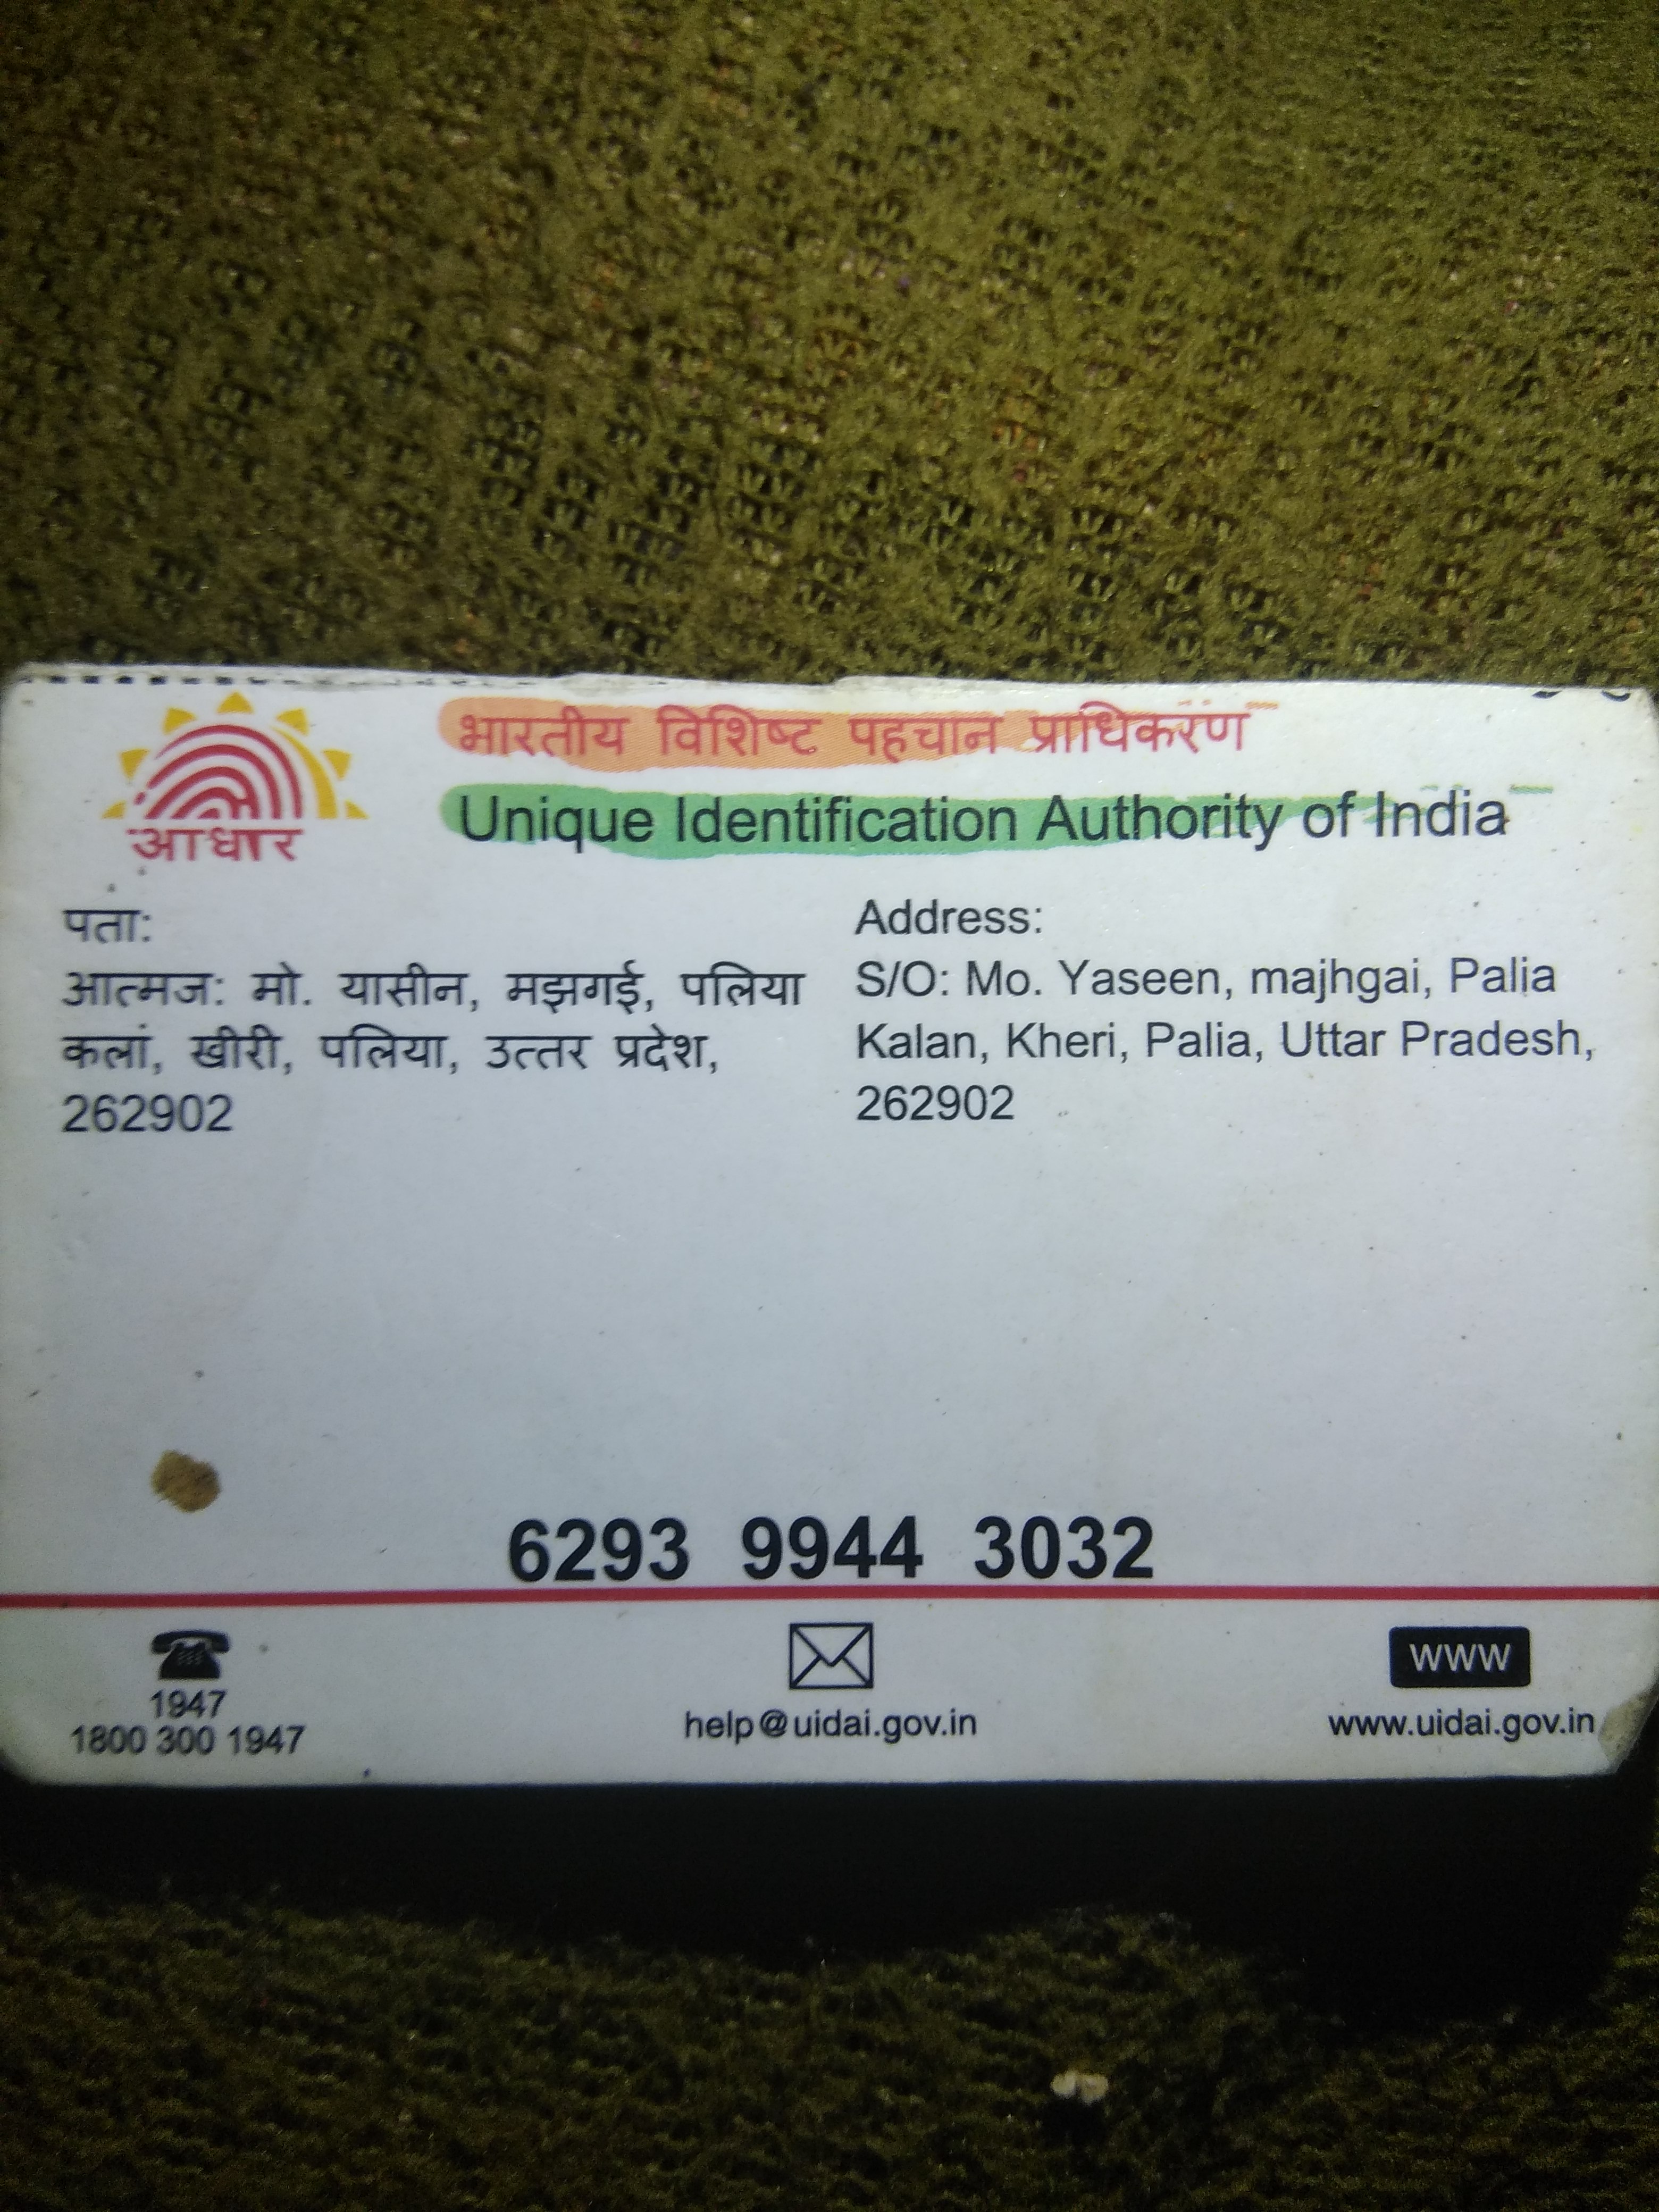 भारतीय विशिष्ट पहचान प्राधिकरण
Unique Identification Authority of India
आधार
पता:
आत्मज: मो. यासीन, मझगई, पलिया
कलां, खीरी, पलिया, उत्तर प्रदेश,
262902
Address:
S/O: Mo. Yaseen, majhgai, Palia
Kalan, Kheri, Palia, Uttar Pradesh,
262902
6293 9944 3032
1947
1800 300 1947
help@uidai.gov.in
www
www.uidai.gov.in